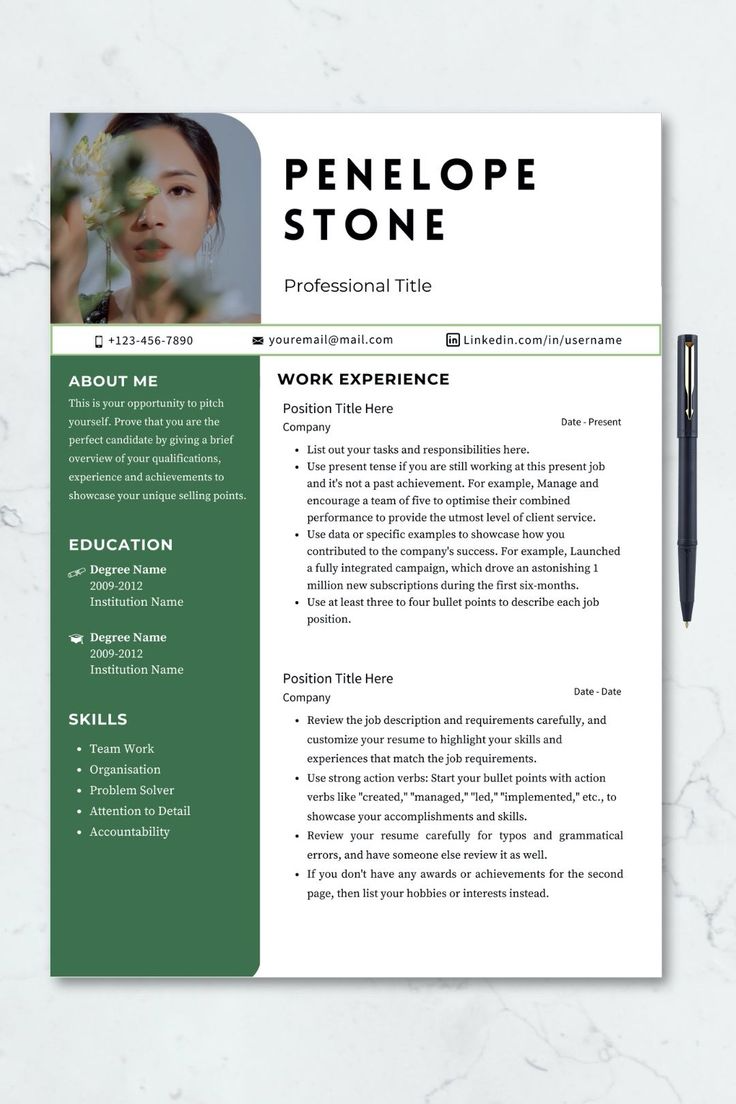 PENELOPE
STONE
Professional Title
+123-456-7890
youremail@mail.com
Linkedin.com/in/username
ABOUT ME
This is your opportunity to pitch
yourself. Prove that you are the
perfect candidate by giving a brief
overview of your qualifications,
experience and achievements to
showcase your unique selling points.
EDUCATION
Degree Name
2009-2012
Institution Name
Degree Name
2009-2012
Institution Name
SKILLS
• Team Work
• Organisation
• Problem Solver
• Attention to Detail
• Accountability
WORK EXPERIENCE
Position Title Here
Company
Date - Present
• List out your tasks and responsibilities here.
• Use present tense if you are still working at this present job
and it's not a past achievement. For example, Manage and
encourage a team of five to optimise their combined
performance to provide the utmost level of client service.
• Use data or specific examples to showcase how you
contributed to the company's success. For example, Launched
a fully integrated campaign, which drove an astonishing 1
million new subscriptions during the first six-months.
• Use at least three to four bullet points to describe each job
position.
Position Title Here
Company
Date - Date
• Review the job description and requirements carefully, and
customize your resume to highlight your skills and
experiences that match the job requirements.
• Use strong action verbs: Start your bullet points with action
verbs like "created," "managed," "led," "implemented," etc., to
showcase your accomplishments and skills.
• Review your resume carefully for typos and grammatical
errors, and have someone else review it as well.
• If you don't have any awards or achievements for the second
page, then list your hobbies or interests instead.